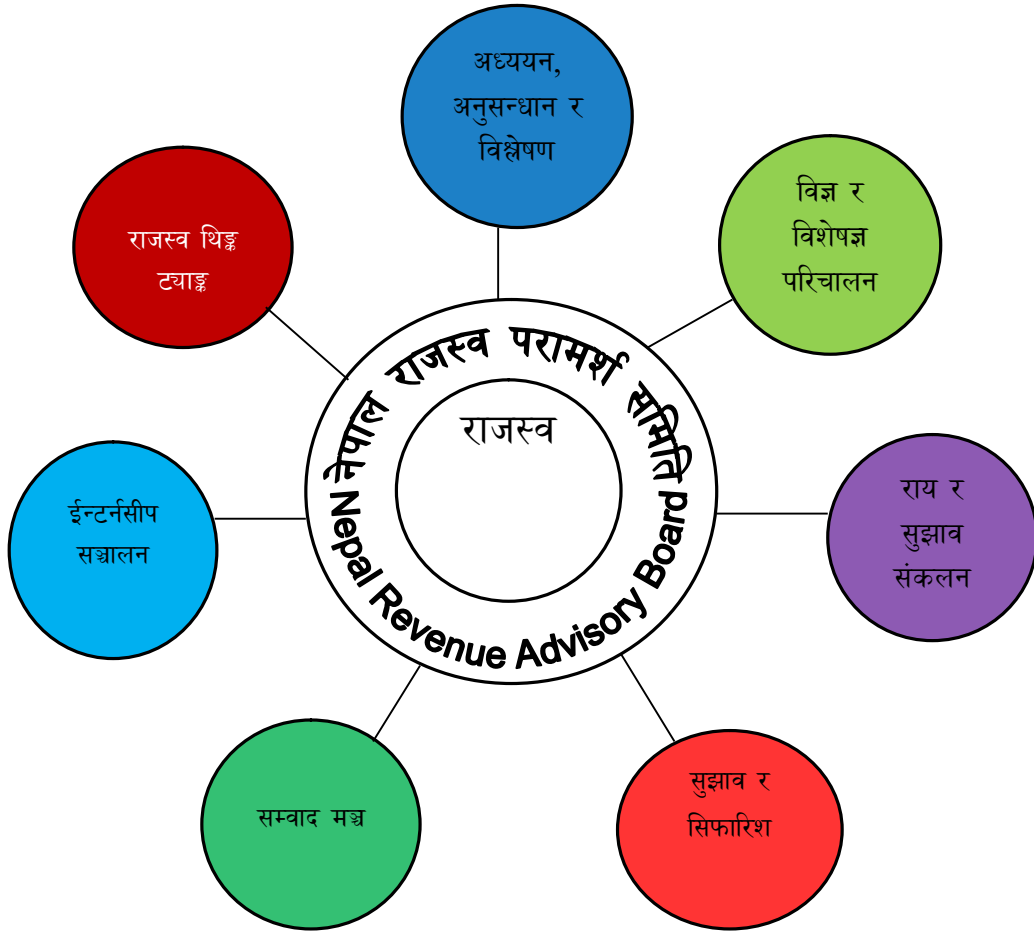 अध्ययन,
अनुसन्धान र
विश्लेषण
विज्ञ र
विशेषज्ञ
परिचालन
राजस्व थिङ्क
ट्याङ्क
नेपाल राजस्व परामर्श समिति
राजस्व
Nepal Revenue Advisory Board
ईन्टर्नसीप
सञ्चालन
राय र
सुझाव
संकलन
सम्वाद मञ्च
सुझाव र
सिफारिश